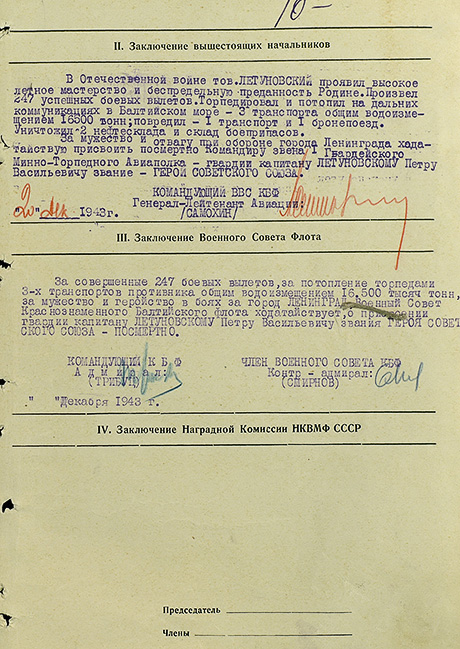 10-
II. Заключение вышестоящих начальников
В Отечественной войне тов.ЛЕТУНОВСКИЙ проявил высокое
летное мастерство и беспредельную преданность Родине.Произвел
247 успешных боевых вылетов.Торпедировал и потопил на дальних
коммуникациях в Балтийском море - 3 транспорта общим водоизме-
щением 16500 тонн;повредил - 1 транспорт и 1 бронепоезд.
Уничтожил-2 нефтесклада и склад боеприпасов.
За мужество и отвагу при обороне города Ленинграда хода-
тайствую присвоить посмертно Командиру звена 1 Гвардейского
Минно-Торпедного Авиаполка - гвардии капитану ЛЕТУНОВСКОМУ Петру
Васильевичу звание - ГЕРОЙ СОВЕТСКОГО СОЮЗА.
КОМАНДУЮЩИЙ ВВС КБФ
"20" дек 1943г. Генерал-Лейтенант Авиации:
/САМОХИН/
III. Заключение Военного Совета Флота
За совершенные 247 боевых вылетов,за потопление торпедами
3-х транспортов противника общим водоизмещением 16.500 тысяч тонн,
за мужество и геройство в боях за город ЛЕНИНГРАД Военный Совет
Краснознаменного Балтийского флота ходатайствует,о присвоении
гвардии капитану ЛЕТУНОВСКОМУ Петру Васильевичу звания ГЕРОЯ СОВЕТ-
СКОГО СОЮЗА - ПОСМЕРТНО.
КОМАНДУЮЩИЙ К Б Ф ЧЛЕН ВОЕННОГО СОВЕТА КБФ
А д м и р а л: Контр - адмирал:
(ТРИБУЦ) (СМИРНОВ)
." "Декабря 1943 г.
IV. Заключение Наградной Комиссии НКВМФ СССР
Председатель
Члены